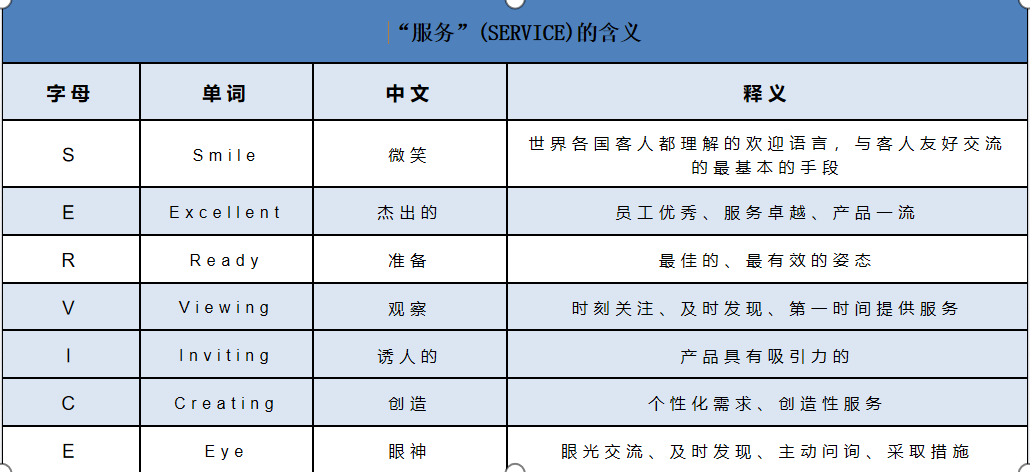 “服务”(SERVICE)的含义
字母 单词 中文 释义
S Smile 微笑 世界各国客人都理解的欢迎语言，与客人友好交流
的最基本的手段
E Excellent 杰出的 员工优秀、服务卓越、产品一流
R Ready 准备 最佳的、最有效的姿态
V Viewing 观察 时刻关注、及时发现、第一时间提供服务
I Inviting 诱人的 产品具有吸引力的
C Creating 创造 个性化需求、创造性服务
E Eye 眼神 眼光交流、及时发现、主动问询、采取措施